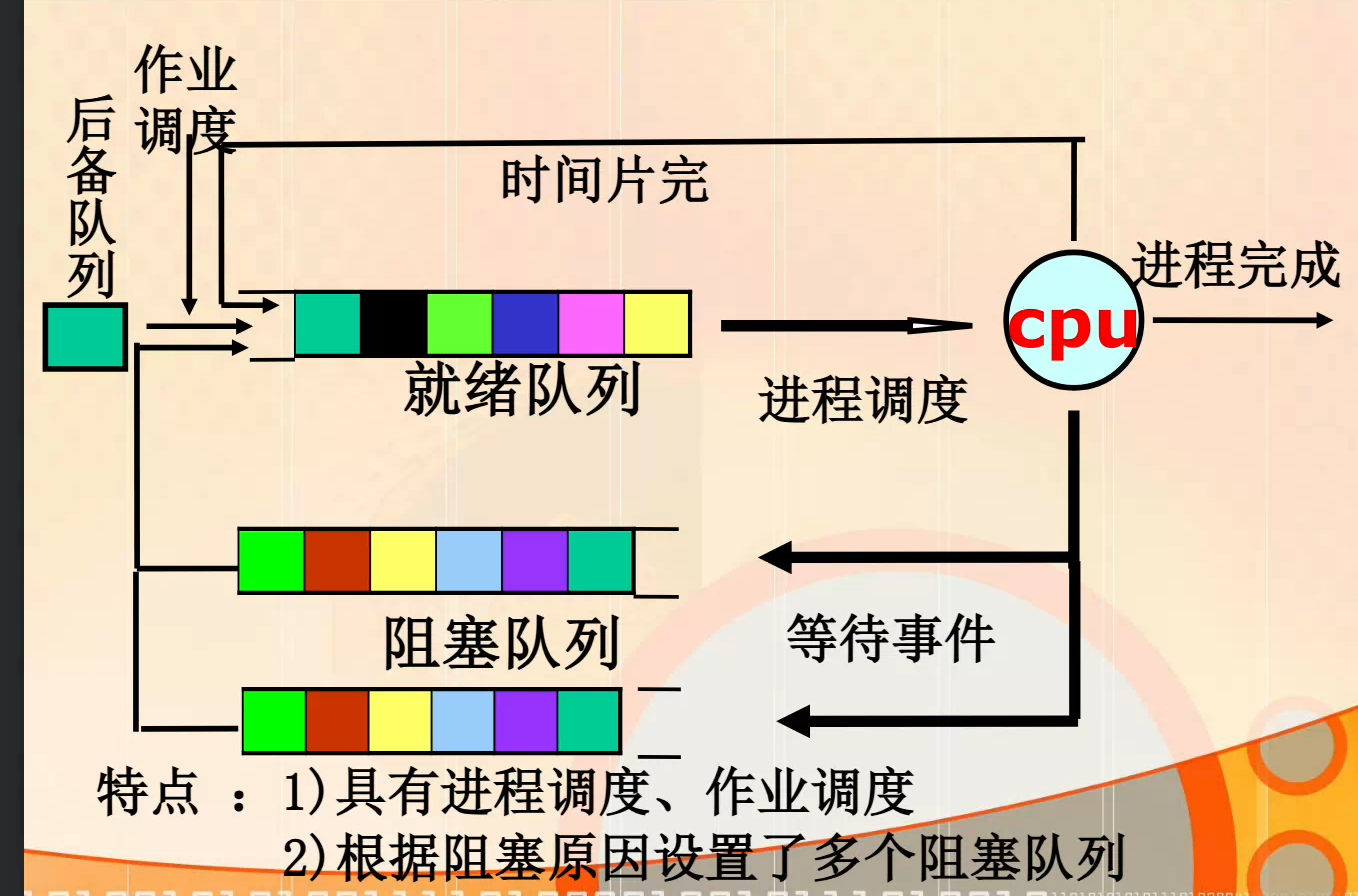 作业
调度
后备队列
时间片完
进程完成
cpu
就绪队列
进程调度
阻塞队列
等待事件
特点 ：1)具有进程调度、作业调度
2)根据阻塞原因设置了多个阻塞队列